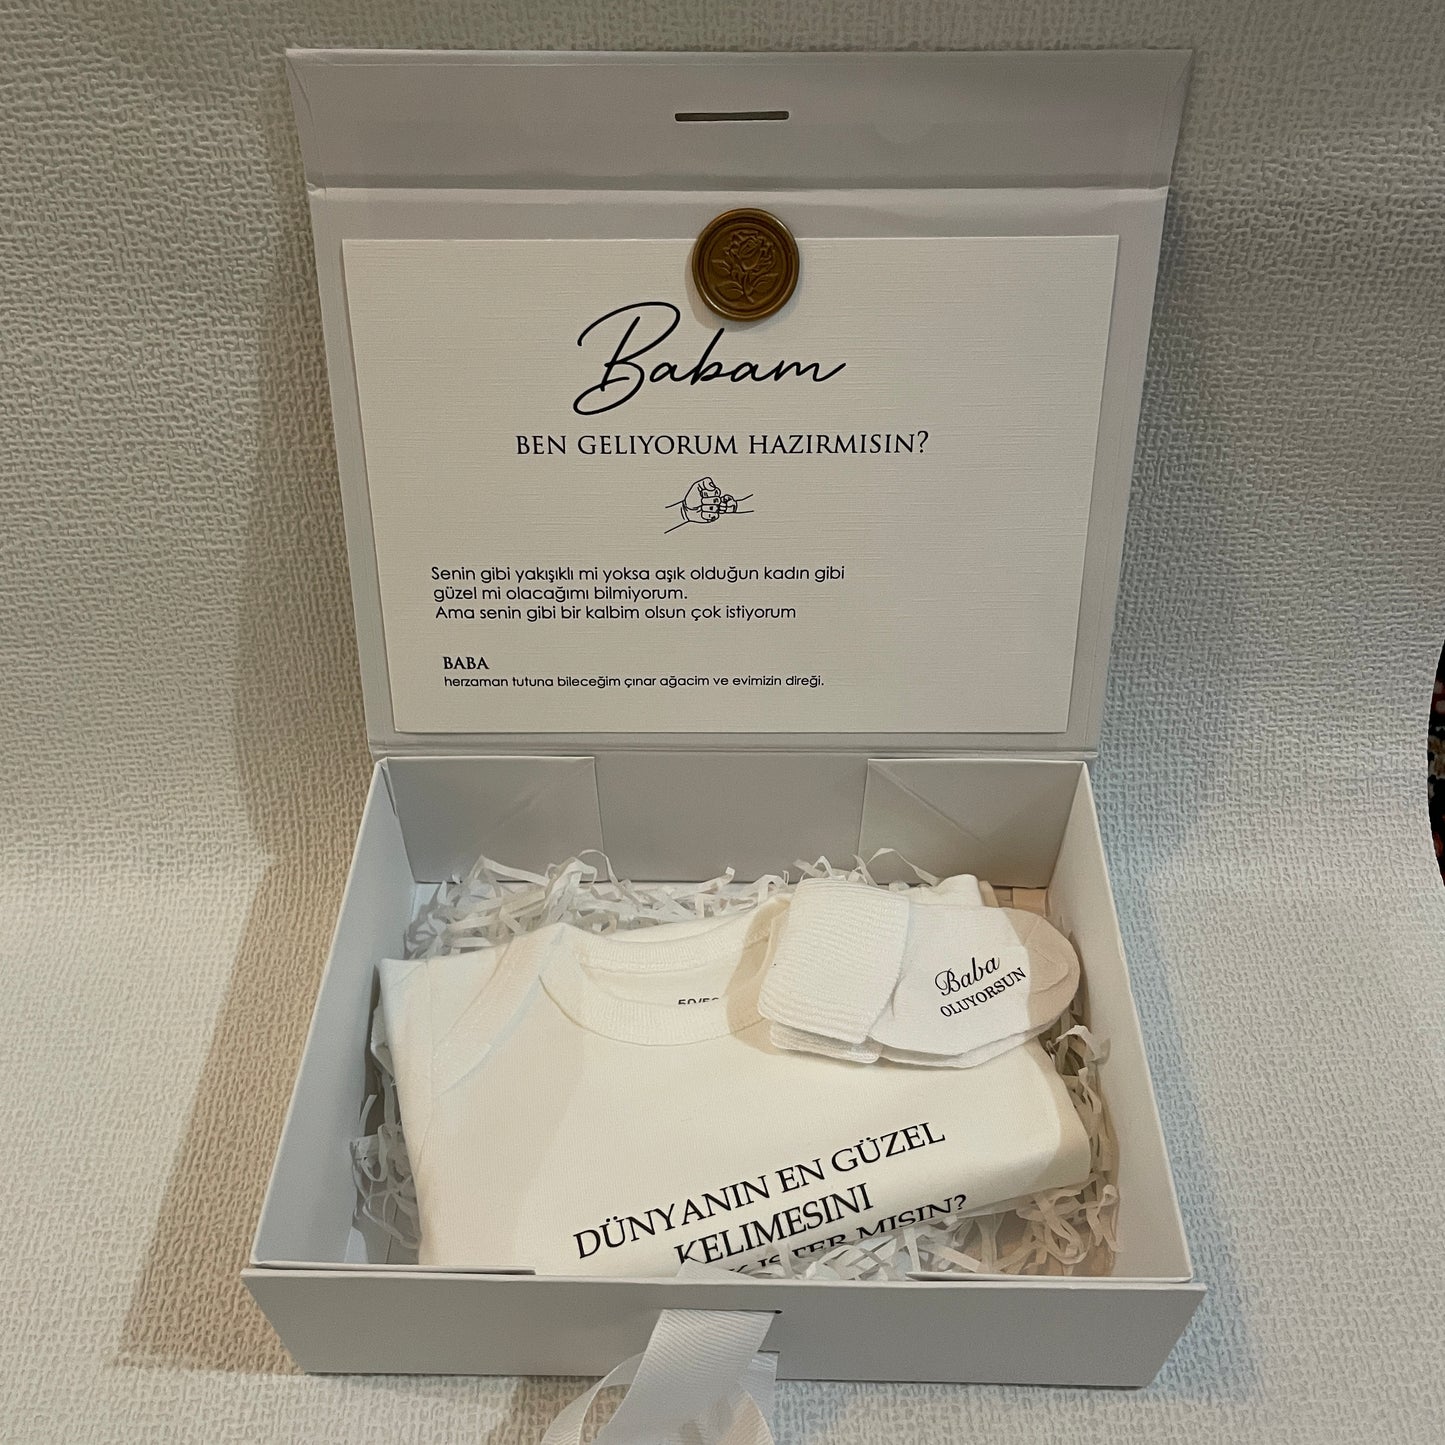 Babam
BEN GELIYORUM HAZIRMISIN?
Senin gibi yakışıklı mi yoksa aşık olduğun kadın gibi
güzel mi olacağımı bilmiyorum.
Ama senin gibi bir kalbim olsun çok istiyorum
BABA
herzaman tutuna bileceğim çınar ağacim ve evimizin direği.
Baba
OLUYORSUN
DÜNYANIN EN GÜZEL
KELIMESINI
MISIN?